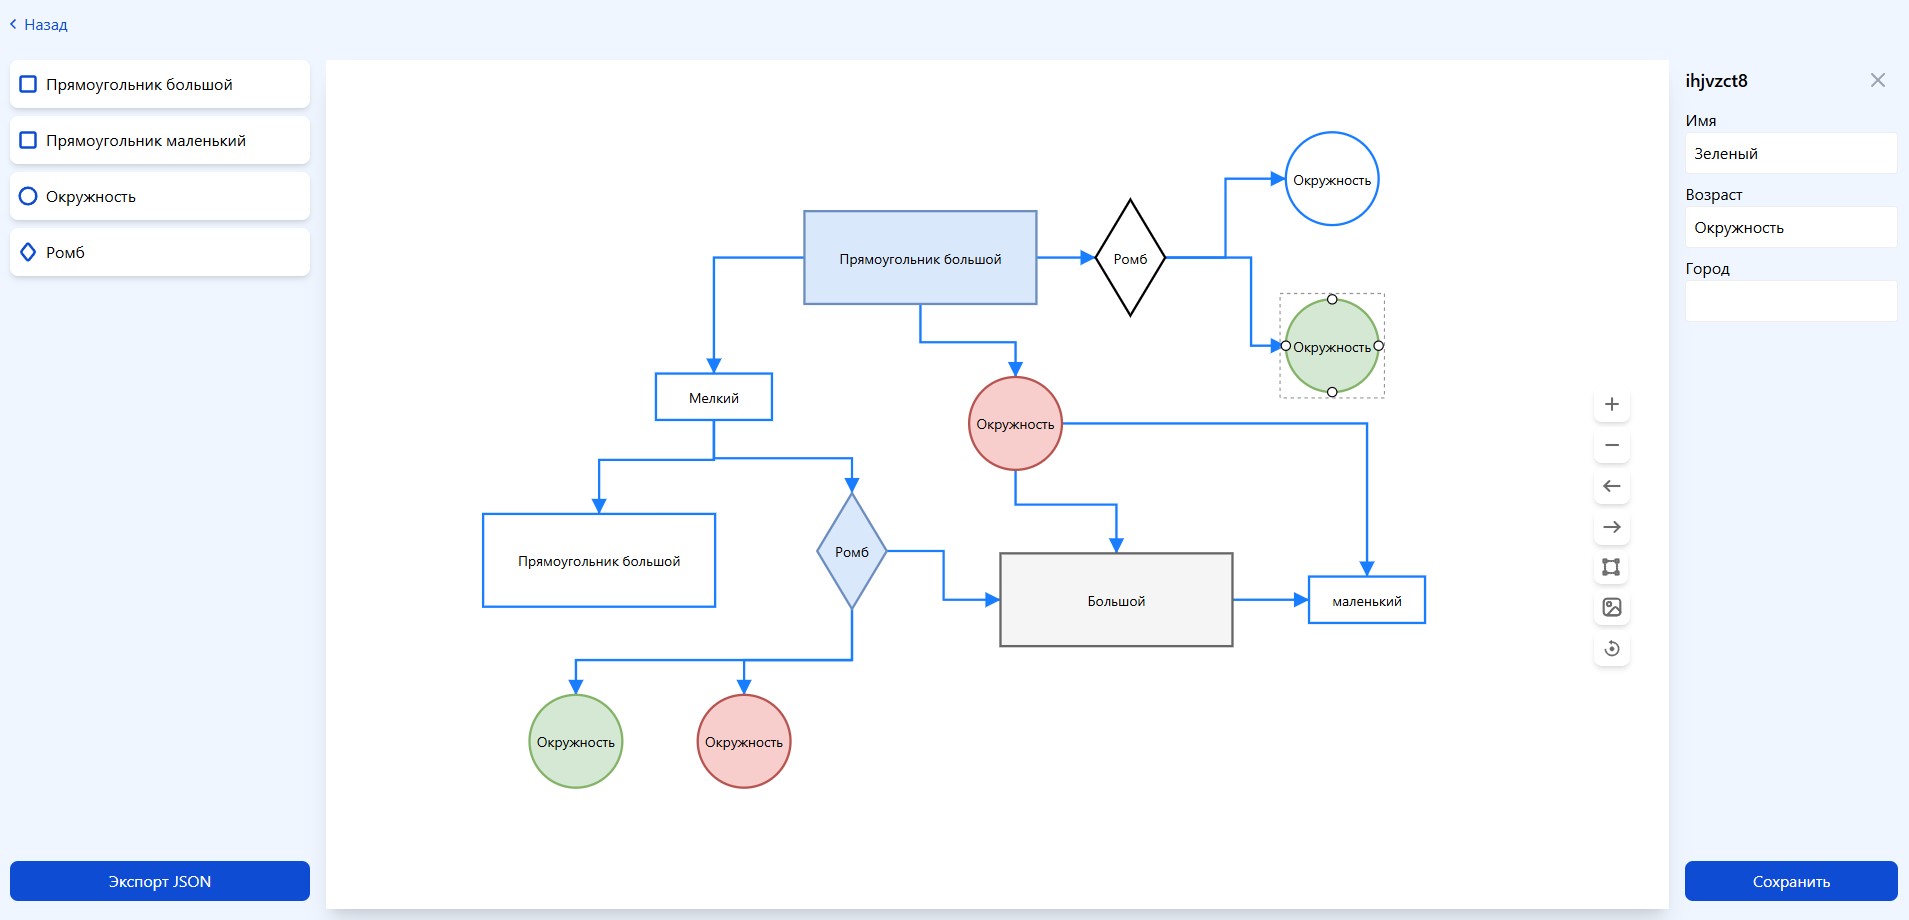 Назад
Прямоугольник большой
Прямоугольник маленький
Окружность
Ромб
Экспорт JSON
Окружность
Прямоугольник большой
Ромб
Окружность
Мелкий
Окружность
Прямоугольник большой
Ромб
Большой
маленький
Окружность
Окружность
ihjvzct8
Имя
Зеленый
Возраст
Окружность
Город
Сохранить